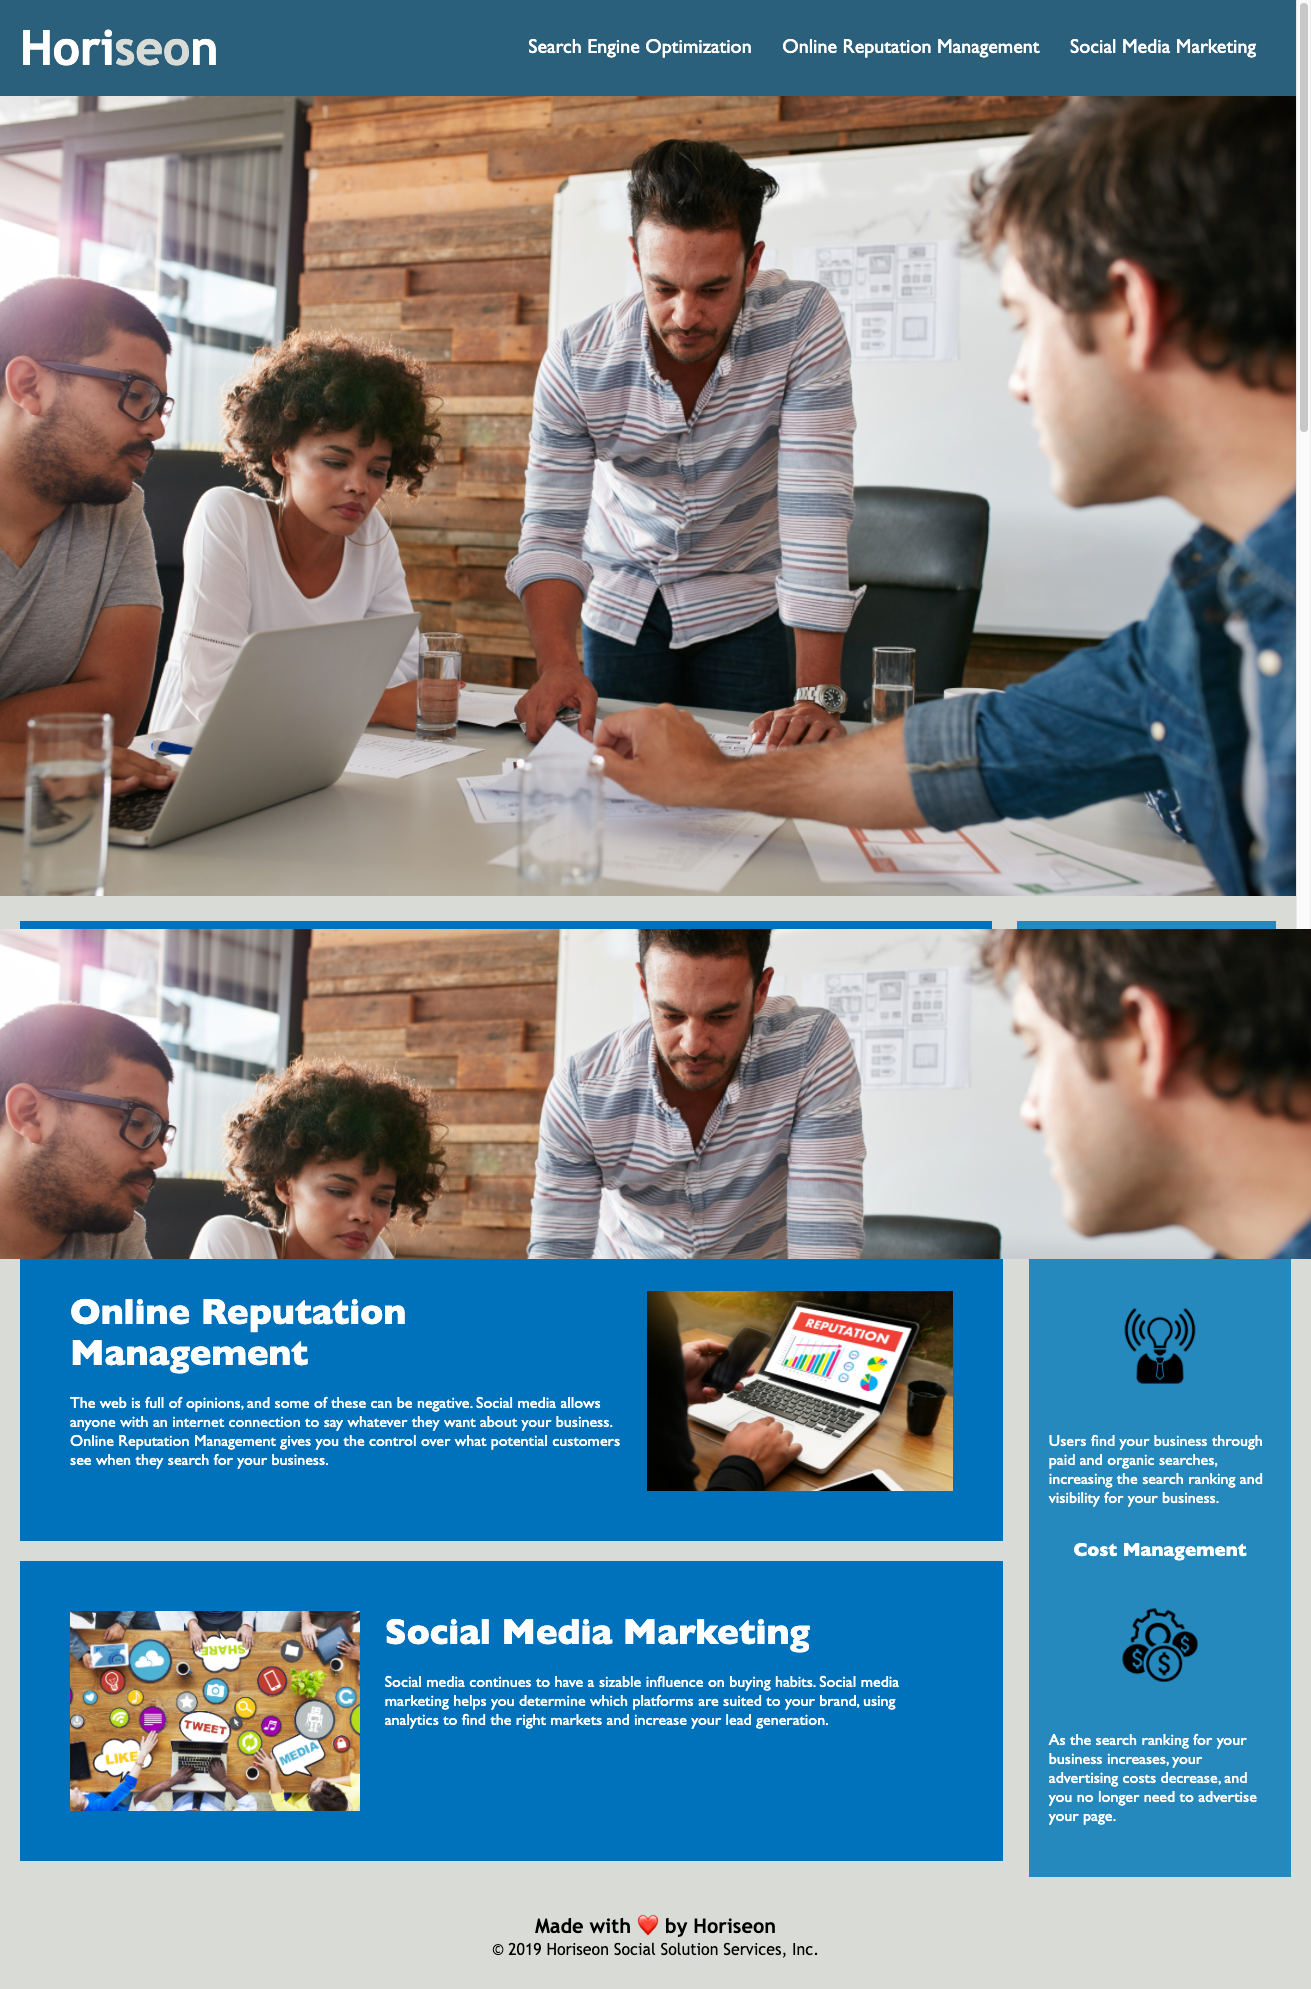 Horiseon
Search Engine Optimization Online Reputation Management Social Media Marketing
Online Reputation
Management
The web is full of opinions, and some of these can be negative. Social media allows
anyone with an internet connection to say whatever they want about your business.
Online Reputation Management gives you the control over what potential customers
see when they search for your business.
REPUTATION
Social Media Marketing
Social media continues to have a sizable influence on buying habits. Social media
marketing helps you determine which platforms are suited to your brand, using
analytics to find the right markets and increase your lead generation.
SHARE
TWEET
LIKE
MEDIA
Users find your business through
paid and organic searches,
increasing the search ranking and
visibility for your business.
Cost Management
As the search ranking for your
business increases, your
advertising costs decrease, and
you no longer need to advertise
your page.
Made with ❤️ by Horiseon
© 2019 Horiseon Social Solution Services, Inc.